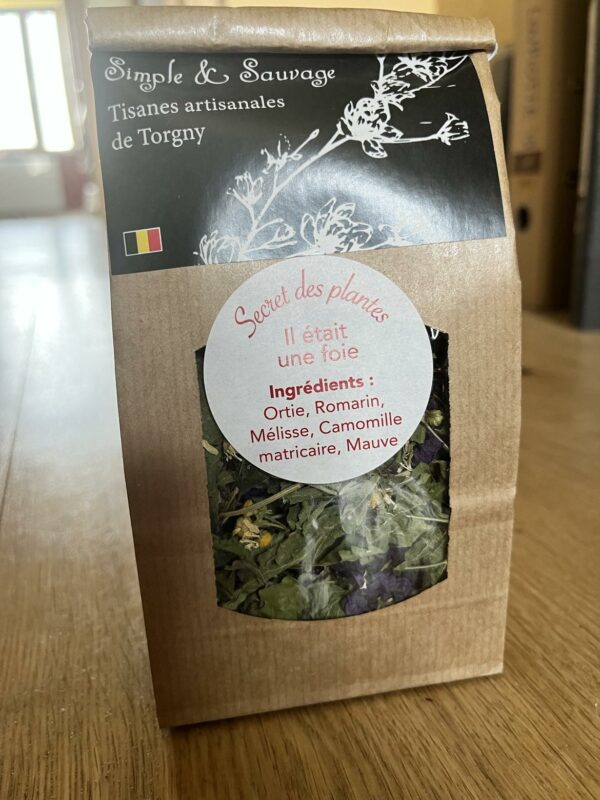 Simple & Sauvage
Tisanes artisanales
de Torgny
Secret des plantes
Il était
une foie
Ingrédients :
Ortie, Romarin,
Mélisse, Camomille
matricaire, Mauve